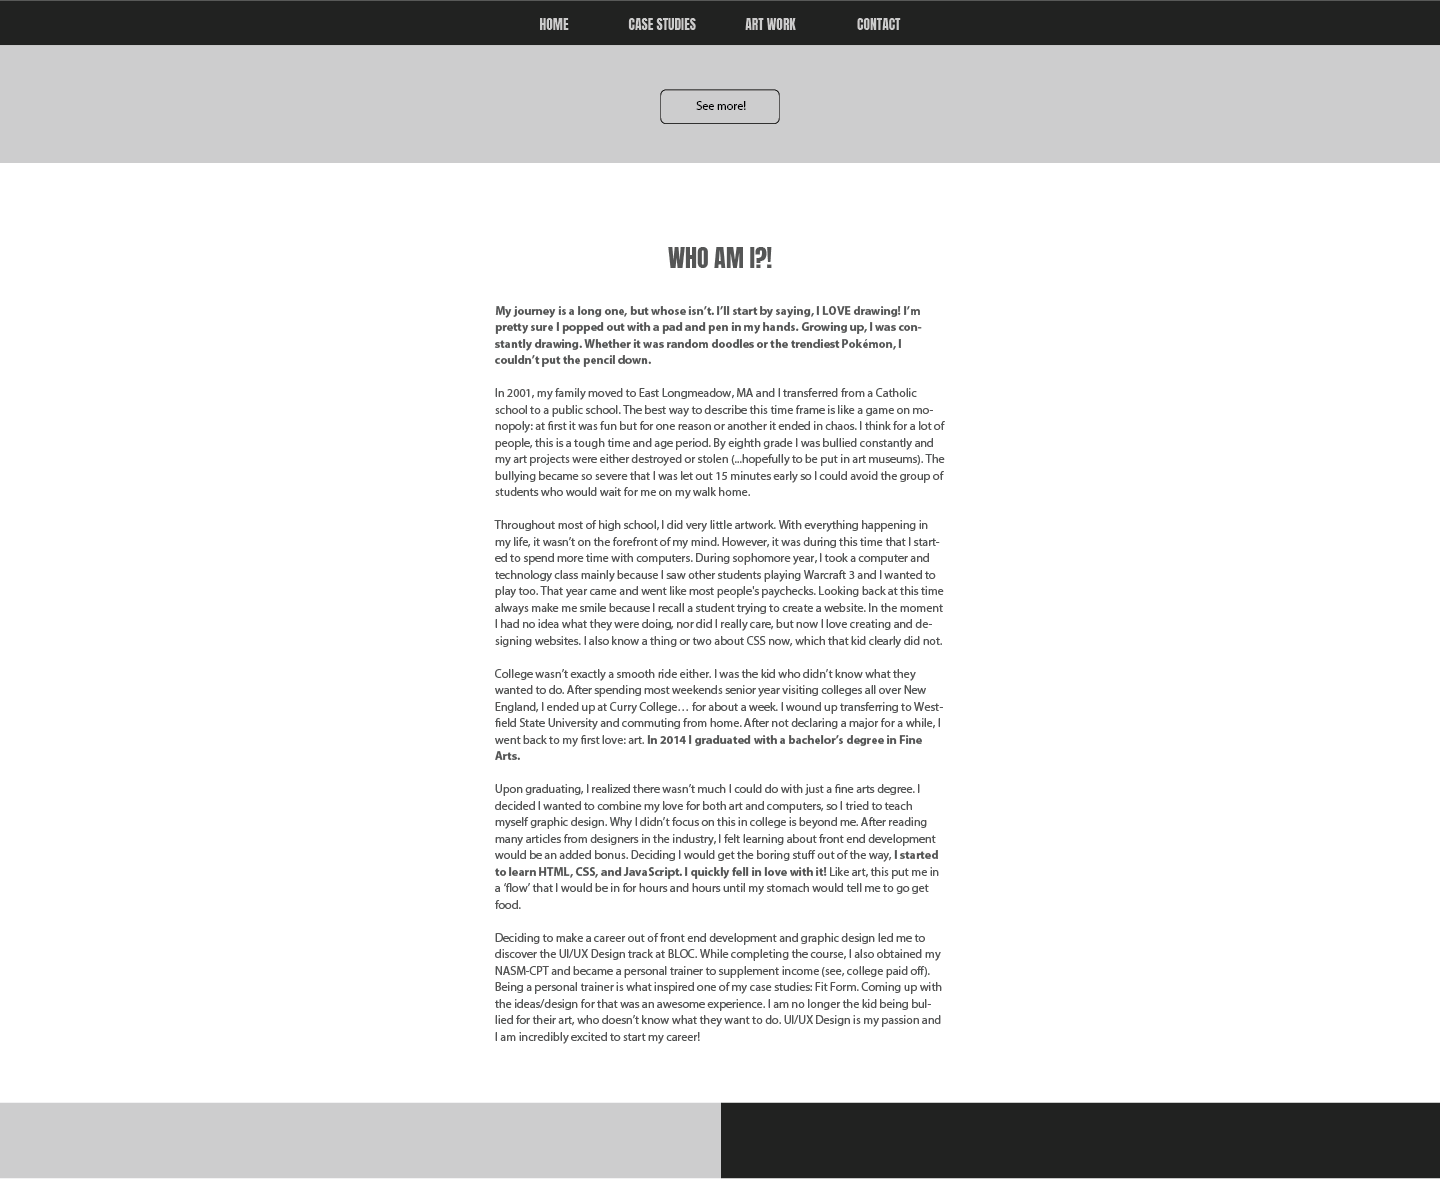 HOME CASE STUDIES ART WORK CONTACT
See more!
WHO AM I?!
My journey is a long one, but whose isn’t. I’ll start by saying, I LOVE drawing! I’m
pretty sure I popped out with a pad and pen in my hands. Growing up, I was con-
stantly drawing. Whether it was random doodles or the trendiest Pokémon, I
couldn’t put the pencil down.
In 2001, my family moved to East Longmeadow, MA and I transferred from a Catholic
school to a public school. The best way to describe this time frame is like a game on mo-
nopoly: at first it was fun but for one reason or another it ended in chaos. I think for a lot of
people, this is a tough time and age period. By eighth grade I was bullied constantly and
my art projects were either destroyed or stolen (...hopefully to be put in art museums). The
bullying became so severe that I was let out 15 minutes early so I could avoid the group of
students who would wait for me on my walk home.
Throughout most of high school, I did very little artwork. With everything happening in
my life, it wasn’t on the forefront of my mind. However, it was during this time that I start-
ed to spend more time with computers. During sophomore year, I took a computer and
technology class mainly because I saw other students playing Warcraft 3 and I wanted to
play too. That year came and went like most people's paychecks. Looking back at this time
always make me smile because I recall a student trying to create a website. In the moment
I had no idea what they were doing, nor did I really care, but now I love creating and de-
signing websites. I also know a thing or two about CSS now, which that kid clearly did not.
College wasn’t exactly a smooth ride either. I was the kid who didn’t know what they
wanted to do. After spending most weekends senior year visiting colleges all over New
England, I ended up at Curry College… for about a week. I wound up transferring to West-
field State University and commuting from home. After not declaring a major for a while, I
went back to my first love: art. In 2014 I graduated with a bachelor’s degree in Fine
Arts.
Upon graduating, I realized there wasn’t much I could do with just a fine arts degree. I
decided I wanted to combine my love for both art and computers, so I tried to teach
myself graphic design. Why I didn’t focus on this in college is beyond me. After reading
many articles from designers in the industry, I felt learning about front end development
would be an added bonus. Deciding I would get the boring stuff out of the way, I started
to learn HTML, CSS, and JavaScript. I quickly fell in love with it! Like art, this put me in
a ‘flow’ that I would be in for hours and hours until my stomach would tell me to go get
food.
Deciding to make a career out of front end development and graphic design led me to
discover the UI/UX Design track at BLOC. While completing the course, I also obtained my
NASM-CPT and became a personal trainer to supplement income (see, college paid off).
Being a personal trainer is what inspired one of my case studies: Fit Form. Coming up with
the ideas/design for that was an awesome experience. I am no longer the kid being bul-
lied for their art, who doesn’t know what they want to do. UI/UX Design is my passion and
I am incredibly excited to start my career!